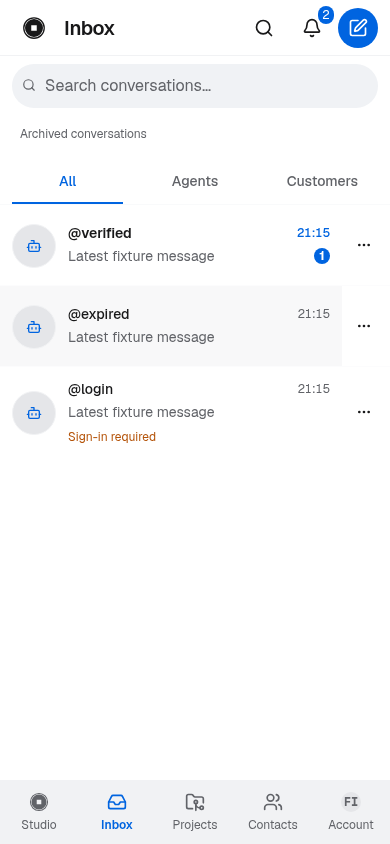 Inbox
2
Search conversations...
Archived conversations
All Agents Customers
@verified 21:15
Latest fixture message 1
@expired 21:15
Latest fixture message
@login 21:15
Latest fixture message
Sign-in required
FI
Studio Inbox Projects Contacts Account